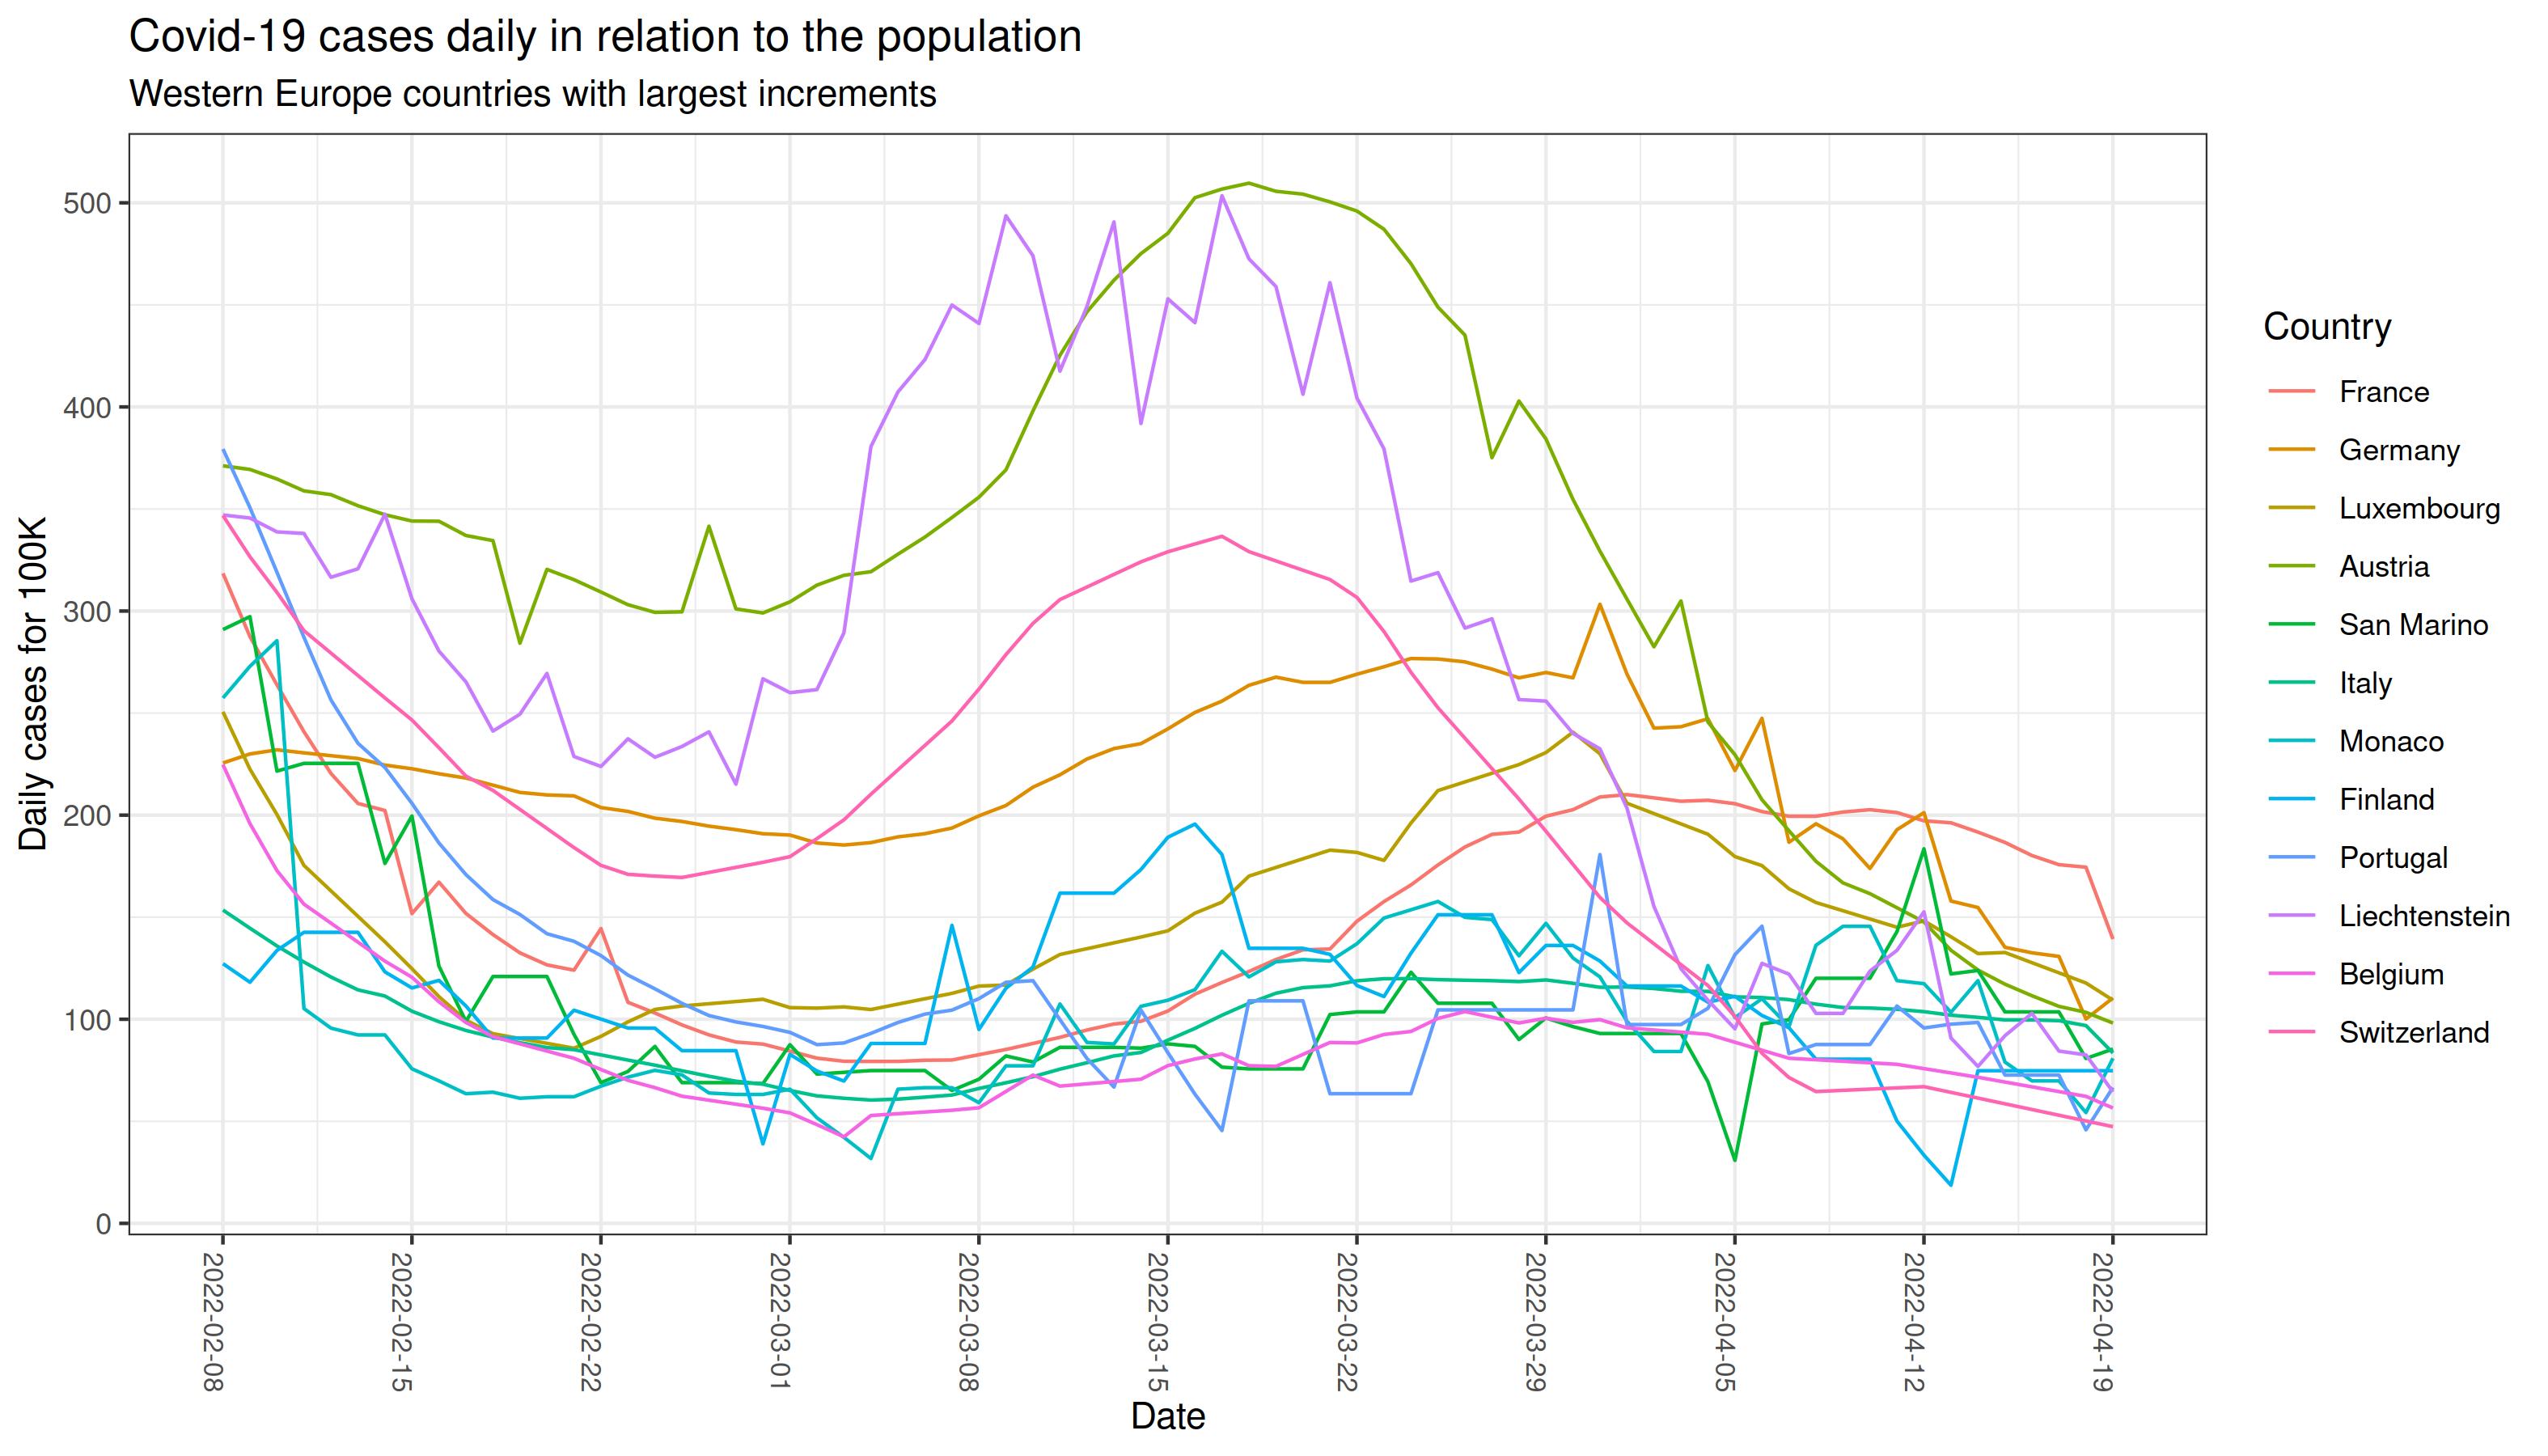 Covid-19 cases daily in relation to the population
Western Europe countries with largest increments
Daily cases for 100K
500
400
300
200
100
0
2022-02-08
2022-02-15
2022-02-22
2022-03-01
2022-03-08
2022-03-15
2022-03-22
2022-03-29
2022-04-05
2022-04-12
2022-04-19
Date
Country
France
Germany
Luxembourg
Austria
San Marino
Italy
Monaco
Finland
Portugal
Liechtenstein
Belgium
Switzerland